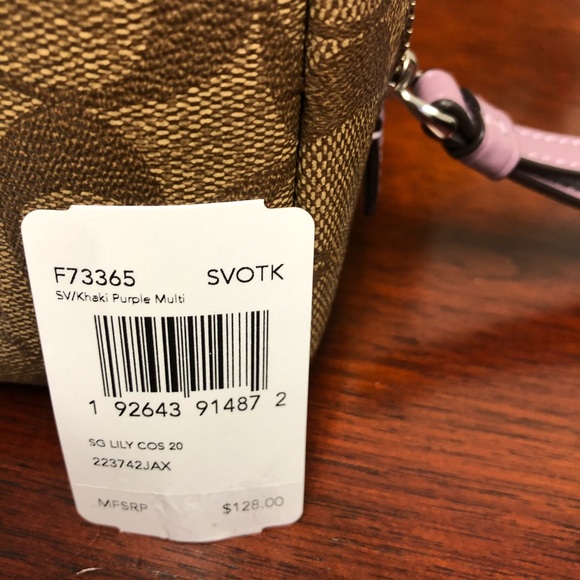 F73365 SVOTK
SV/Khaki Purple Multi
1 92643 91487 2
SG LILY COS 20
223742JAX
MFSRP $128.00